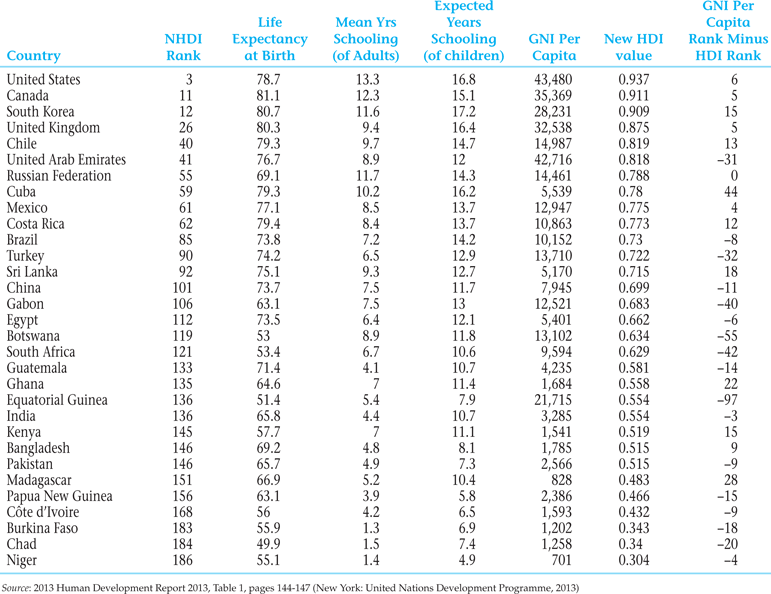 Country NHDI Rank Life Expectancy at Birth Mean Yrs Schooling (of Adults) Expected Years Schooling (of children) GNI Per Capita New HDI value GNI Per Capita Rank Minus HDI Rank
United States 3 78.7 13.3 16.8 43,480 0.937 6
Canada 11 81.1 12.3 15.1 35,369 0.911 5
South Korea 12 80.7 11.6 17.2 28,231 0.909 15
United Kingdom 26 80.3 9.4 16.4 32,538 0.875 5
Chile 40 79.3 9.7 14.7 14,987 0.819 13
United Arab Emirates 41 76.7 8.9 12 42,716 0.818 –31
Russian Federation 55 69.1 11.7 14.3 14,461 0.788 0
Cuba 59 79.3 10.2 16.2 5,539 0.78 44
Mexico 61 77.1 8.5 13.7 12,947 0.775 4
Costa Rica 62 79.4 8.4 13.7 10,863 0.773 12
Brazil 85 73.8 7.2 14.2 10,152 0.73 –8
Turkey 90 74.2 6.5 12.9 13,710 0.722 –32
Sri Lanka 92 75.1 9.3 12.7 5,170 0.715 18
China 101 73.7 7.5 11.7 7,945 0.699 –11
Gabon 106 63.1 7.5 13 12,521 0.683 –40
Egypt 112 73.5 6.4 12.1 5,401 0.662 –6
Botswana 119 53 8.9 11.8 13,102 0.634 –55
South Africa 121 53.4 6.7 10.6 9,594 0.629 –42
Guatemala 133 71.4 4.1 10.7 4,235 0.581 –14
Ghana 135 64.6 7 11.4 1,684 0.558 22
Equatorial Guinea 136 51.4 5.4 7.9 21,715 0.554 –97
India 136 65.8 4.4 10.7 3,285 0.554 –3
Kenya 145 57.7 7 11.1 1,541 0.519 15
Bangladesh 146 69.2 4.8 8.1 1,785 0.515 9
Pakistan 146 65.7 4.9 7.3 2,566 0.515 –9
Madagascar 151 66.9 5.2 10.4 828 0.483 28
Papua New Guinea 156 63.1 3.9 5.8 2,386 0.466 –15
Côte d'Ivoire 168 56 4.2 6.5 1,593 0.432 –9
Burkina Faso 183 55.9 1.3 6.9 1,202 0.343 –18
Chad 184 49.9 1.5 7.4 1,258 0.34 –20
Niger 186 55.1 1.4 4.9 701 0.304 –4
Source: 2013 Human Development Report 2013, Table 1, pages 144-147 (New York: United Nations Development Programme, 2013)